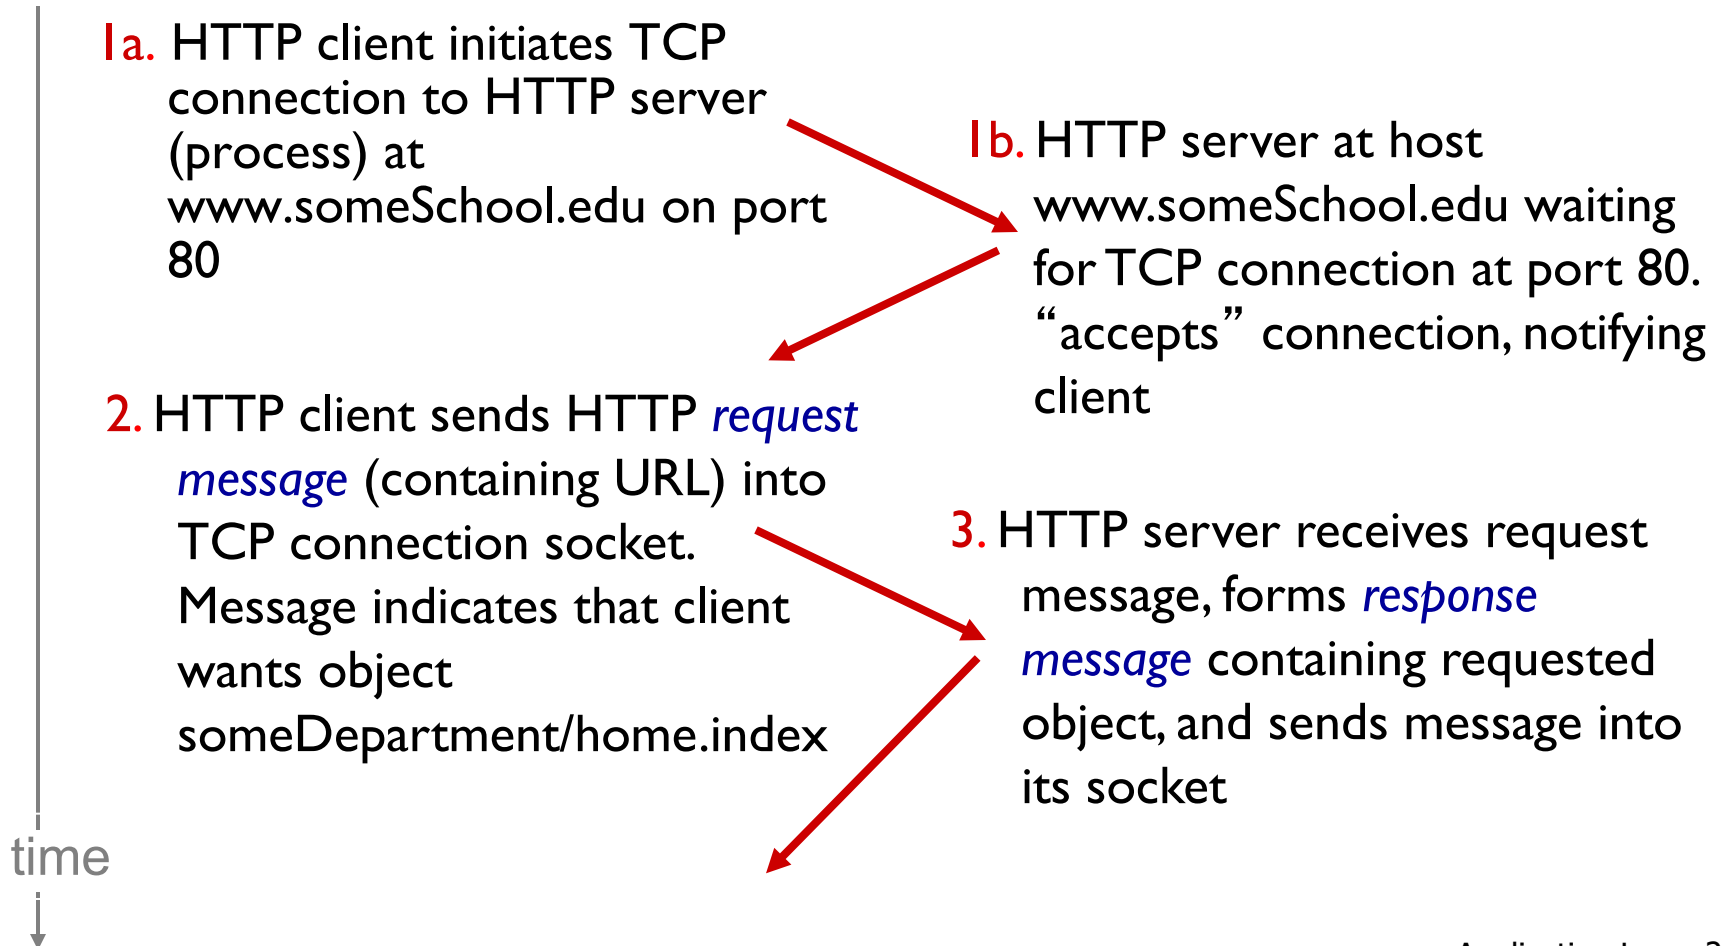 1a. HTTP client initiates TCP
connection to HTTP server
(process) at
www.someSchool.edu on port
80
1b. HTTP server at host
www.someSchool.edu waiting
for TCP connection at port 80.
“accepts” connection, notifying
client
2. HTTP client sends HTTP request
message (containing URL) into
TCP connection socket.
Message indicates that client
wants object
someDepartment/home.index
3. HTTP server receives request
message, forms response
message containing requested
object, and sends message into
its socket
time